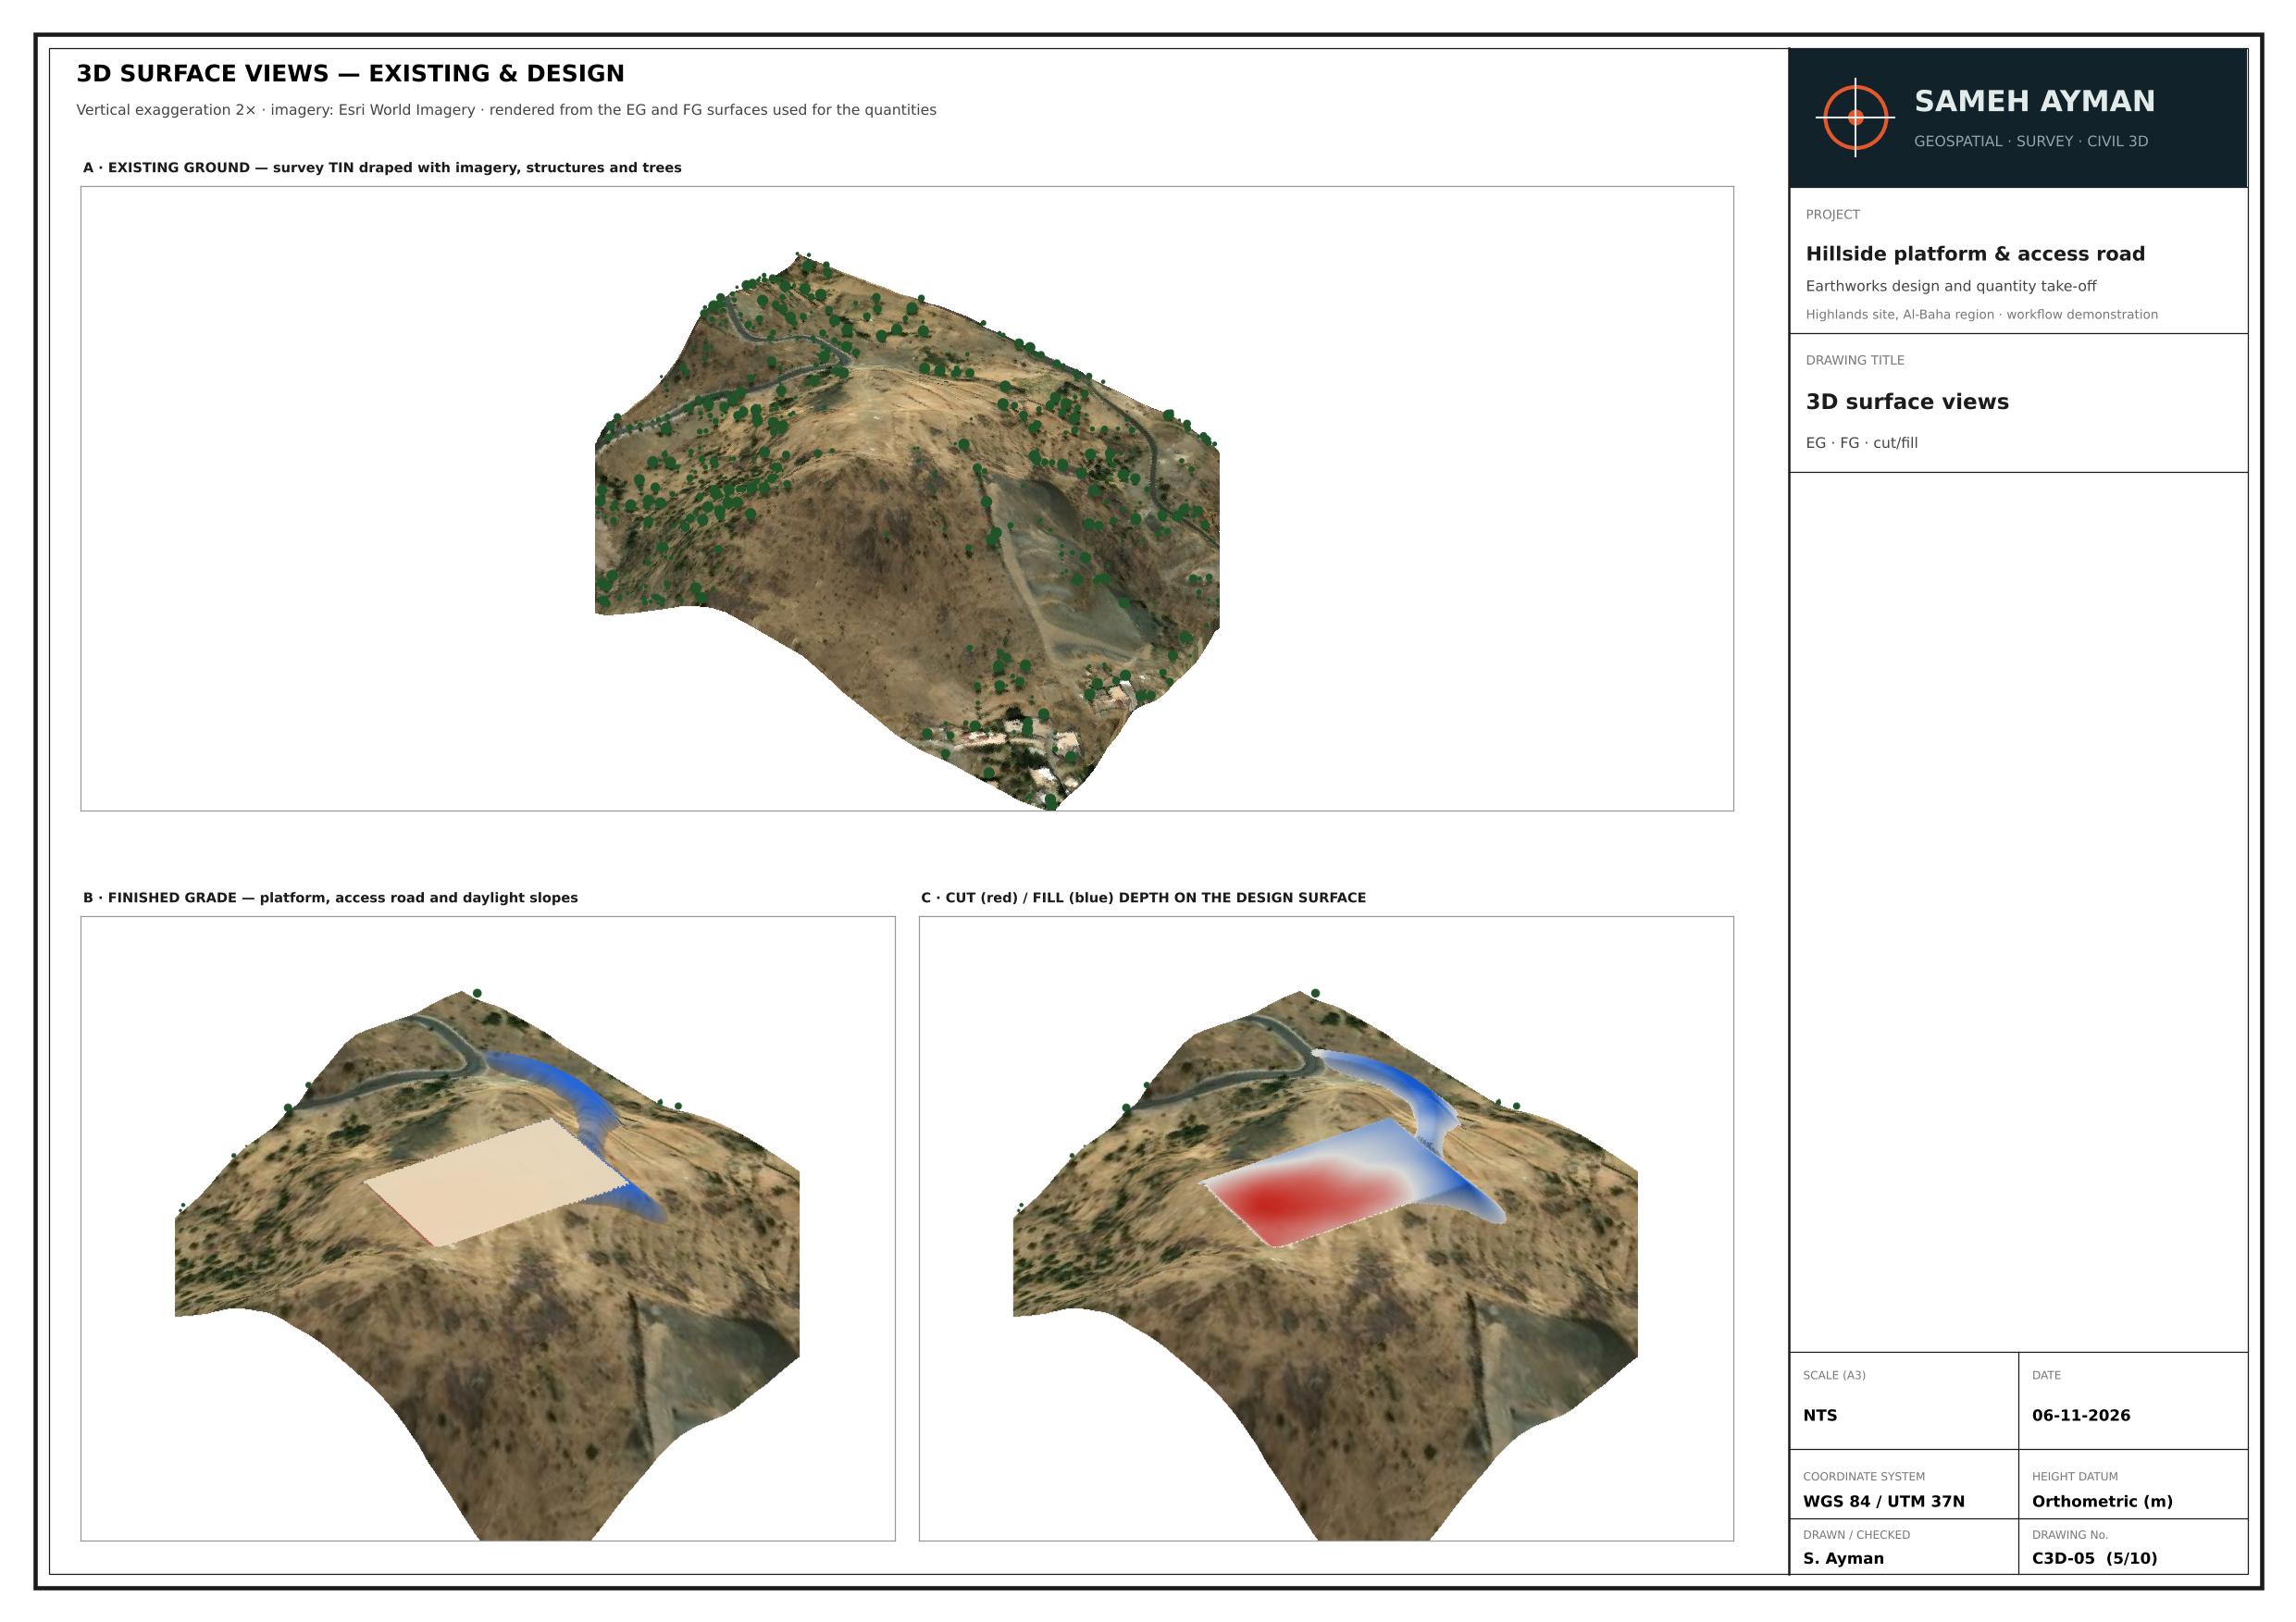 3D SURFACE VIEWS — EXISTING & DESIGN
Vertical exaggeration 2× · imagery: Esri World Imagery · rendered from the EG and FG surfaces used for the quantities
A · EXISTING GROUND — survey TIN draped with imagery, structures and trees
B · FINISHED GRADE — platform, access road and daylight slopes
C · CUT (red) / FILL (blue) DEPTH ON THE DESIGN SURFACE
SAMEH AYMAN
GEOSPATIAL · SURVEY · CIVIL 3D
PROJECT
Hillside platform & access road
Earthworks design and quantity take-off
Highlands site, Al-Baha region · workflow demonstration
DRAWING TITLE
3D surface views
EG · FG · cut/fill
SCALE (A3)
NTS
DATE
06-11-2026
COORDINATE SYSTEM
WGS 84 / UTM 37N
HEIGHT DATUM
Orthometric (m)
DRAWN / CHECKED
S. Ayman
DRAWING No.
C3D-05 (5/10)